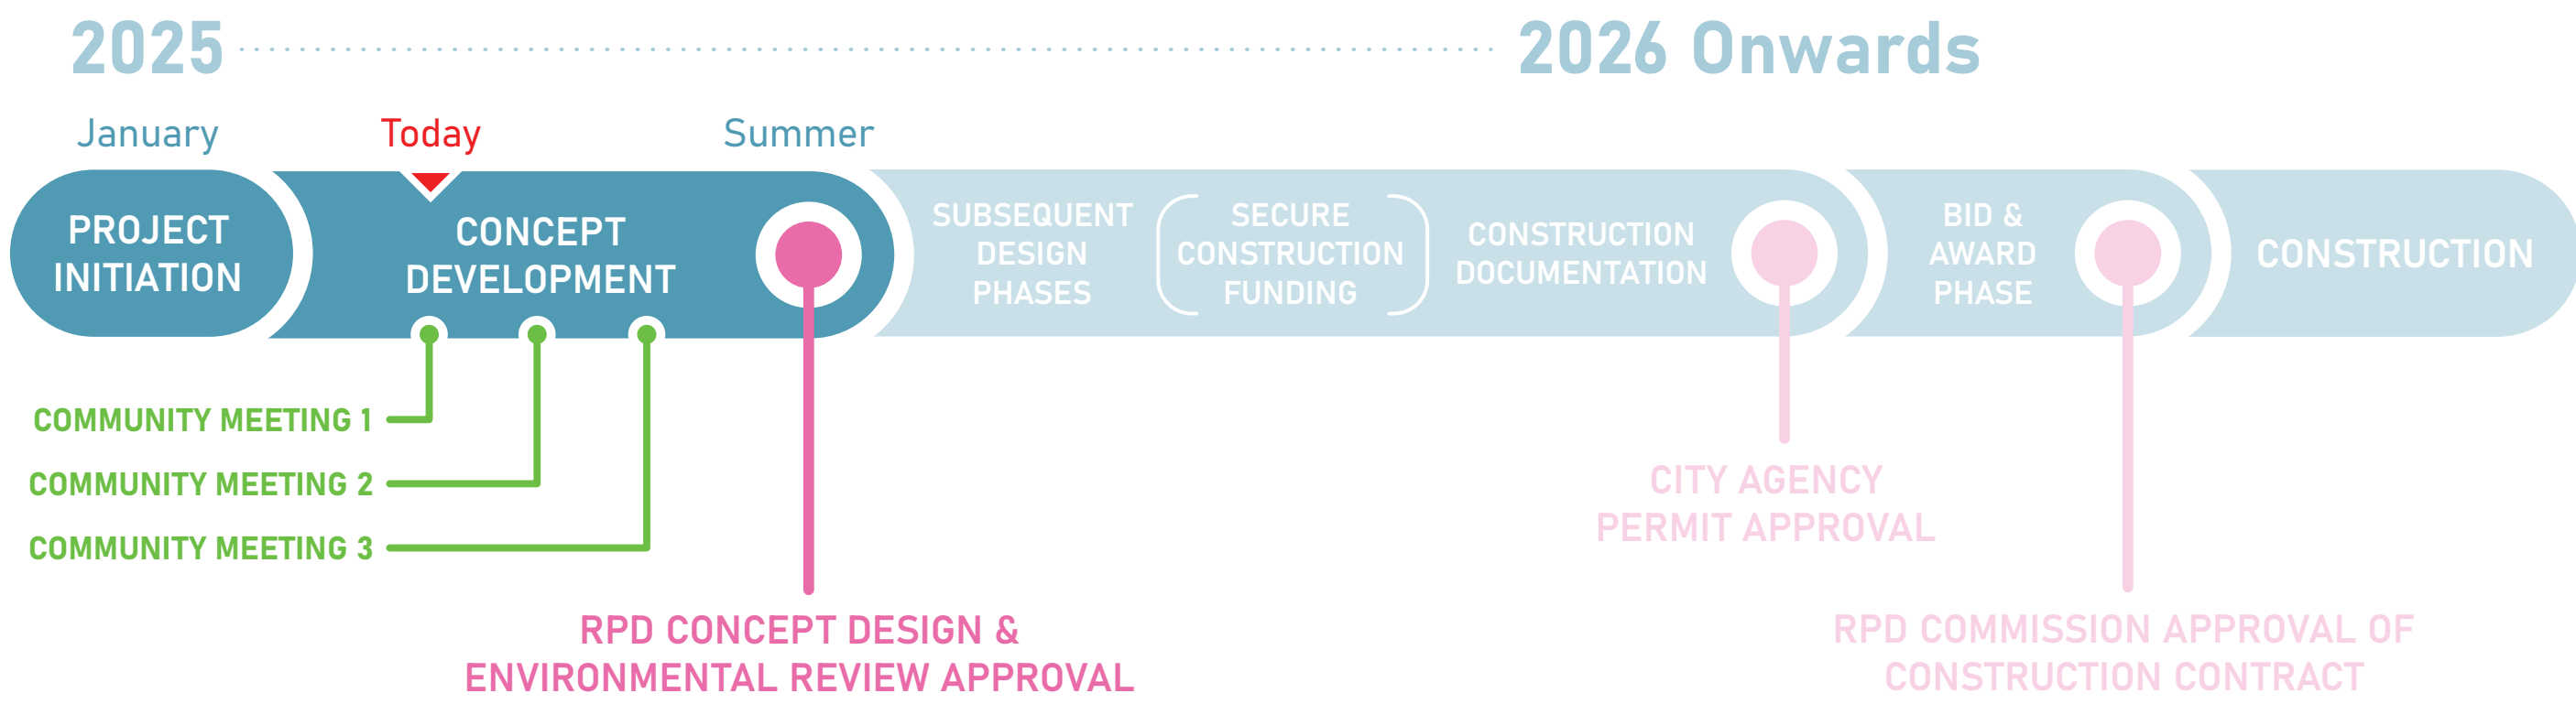 2025
2026 Onwards
January
Today
Summer
PROJECT
INITIATION
CONCEPT
DEVELOPMENT
SUBSEQUENT
DESIGN
PHASES
SECURE
CONSTRUCTION
FUNDING
CONSTRUCTION
DOCUMENTATION
BID &
AWARD
PHASE
CONSTRUCTION
COMMUNITY MEETING 1
COMMUNITY MEETING 2
COMMUNITY MEETING 3
RPD CONCEPT DESIGN &
ENVIRONMENTAL REVIEW APPROVAL
CITY AGENCY
PERMIT APPROVAL
RPD COMMISSION APPROVAL OF
CONSTRUCTION CONTRACT